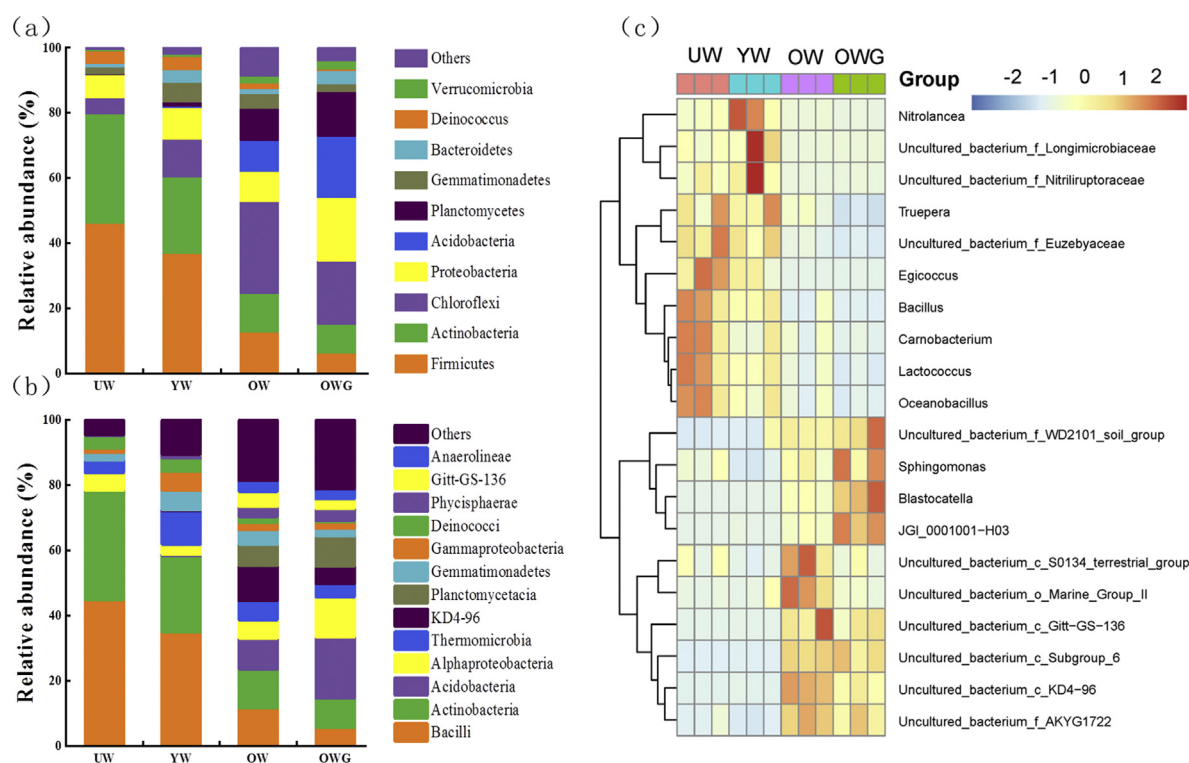 (a)
Relative abundance (%)
100
80
60
40
20
0
UW YW OW OWG
Others
Verrucomicrobia
Deinococcus
Bacteroidetes
Gemmatimonadetes
Planctomycetes
Acidobacteria
Proteobacteria
Chloroflexi
Actinobacteria
Firmicutes
(b)
Relative abundance (%)
100
80
60
40
20
0
UW YW OW OWG
Others
Anaerolineae
Gitt-GS-136
Phycisphaerae
Deinococci
Gammaproteobacteria
Gemmatimonadetes
Planctomycetacia
KD4-96
Thermomicrobia
Alphaproteobacteria
Acidobacteria
Actinobacteria
Bacilli
(c)
UW YW OW OWG
Group
-2 -1 0 1 2
Nitrolancea
Uncultured_bacterium_f_Longimicrobiaceae
Uncultured_bacterium_f_Nitriliruptoraceae
Truepera
Uncultured_bacterium_f_Euzebyaceae
Egicoccus
Bacillus
Carnobacterium
Lactococcus
Oceanobacillus
Uncultured_bacterium_f_WD2101_soil_group
Sphingomonas
Blastocatella
JGI_0001001-H03
Uncultured_bacterium_c_S0134_terrestrial_group
Uncultured_bacterium_o_Marine_Group_II
Uncultured_bacterium_c_Gitt-GS-136
Uncultured_bacterium_c_Subgroup_6
Uncultured_bacterium_c_KD4-96
Uncultured_bacterium_f_AKYG1722